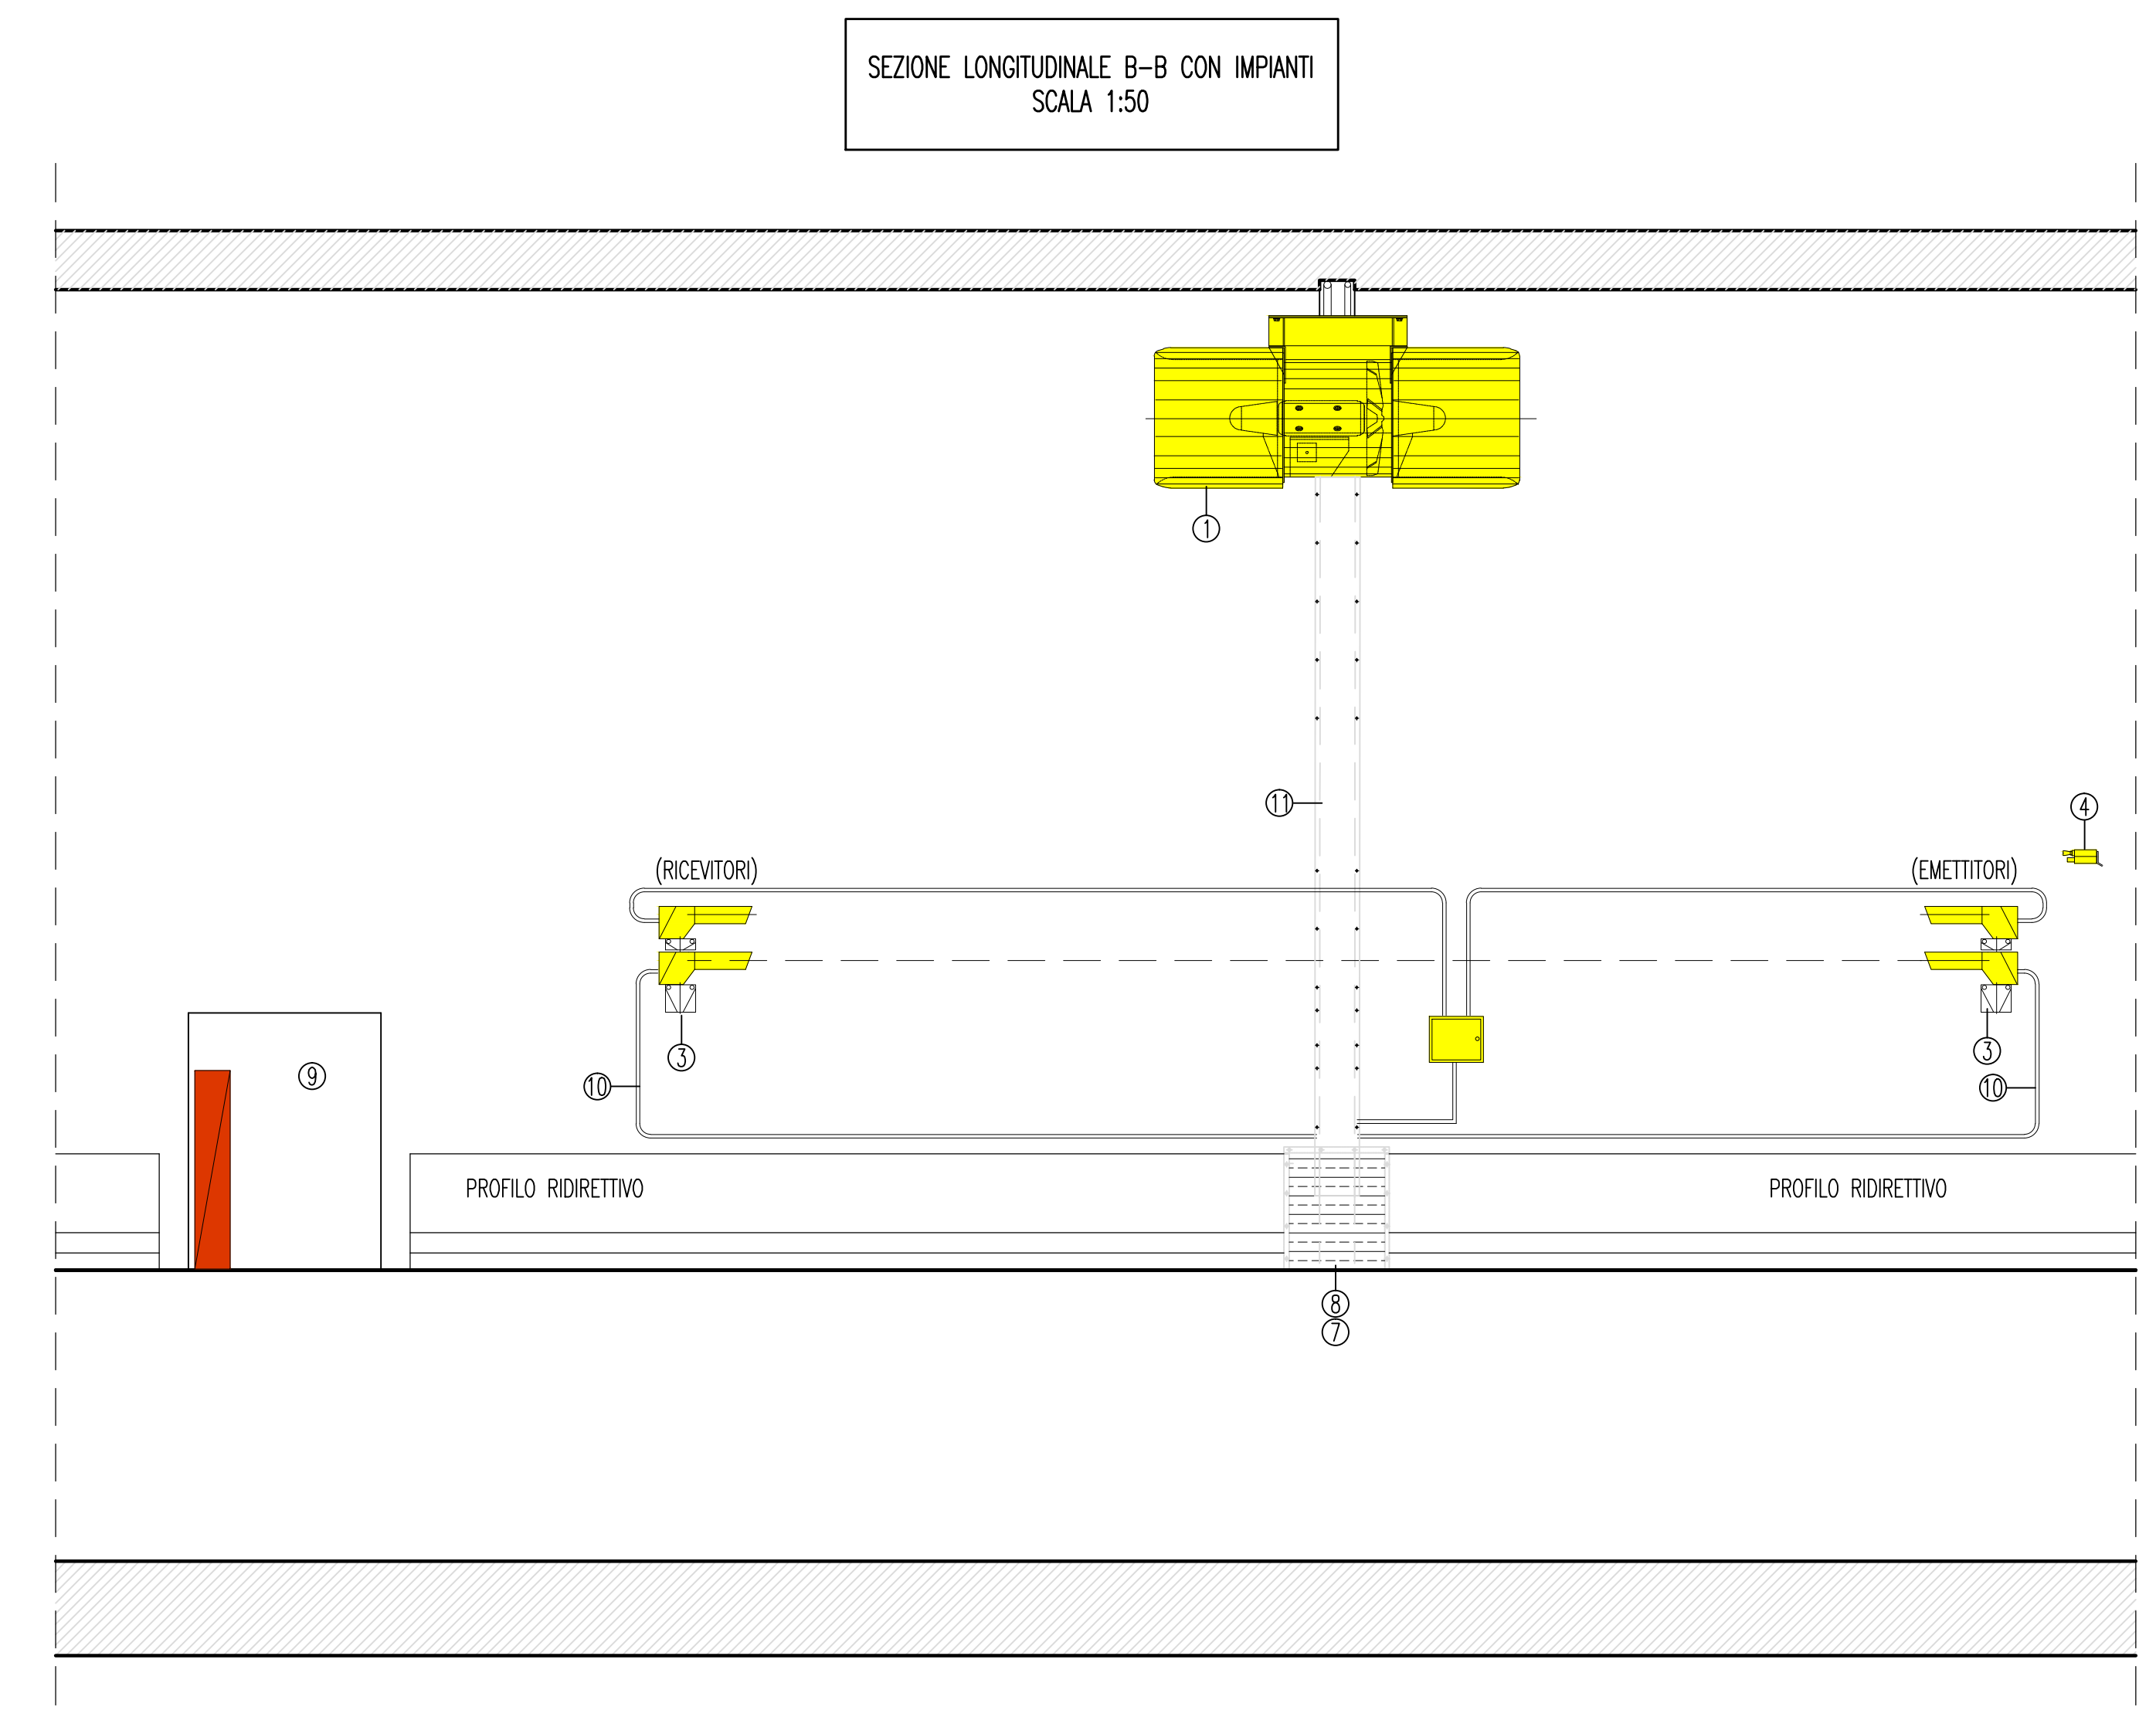 SEZIONE LONGITUDINALE B-B CON IMPIANTI
SCALA 1:50
1
11
4
(RICEVITORI)
(EMETTITORI)
3
3
9
10
10
PROFILO RIDIRETTIVO
PROFILO RIDIRETTIVO
8
7